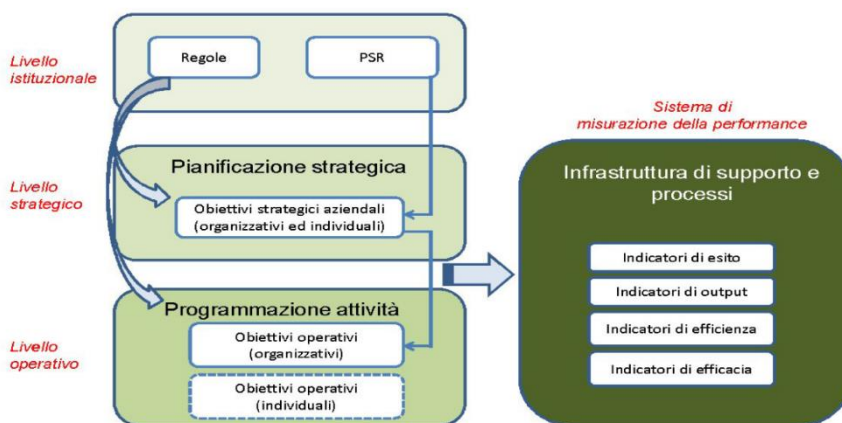 Livello
istituzionale
Regole
PSR
Livello
strategico
Pianificazione strategica
Obiettivi strategici aziendali
(organizzativi ed individuali)
Livello
operativo
Programmazione attività
Obiettivi operativi
(organizzativi)
Obiettivi operativi
(individuali)
Sistema di
misurazione della performance
Infrastruttura di supporto e
processi
Indicatori di esito
Indicatori di output
Indicatori di efficienza
Indicatori di efficacia